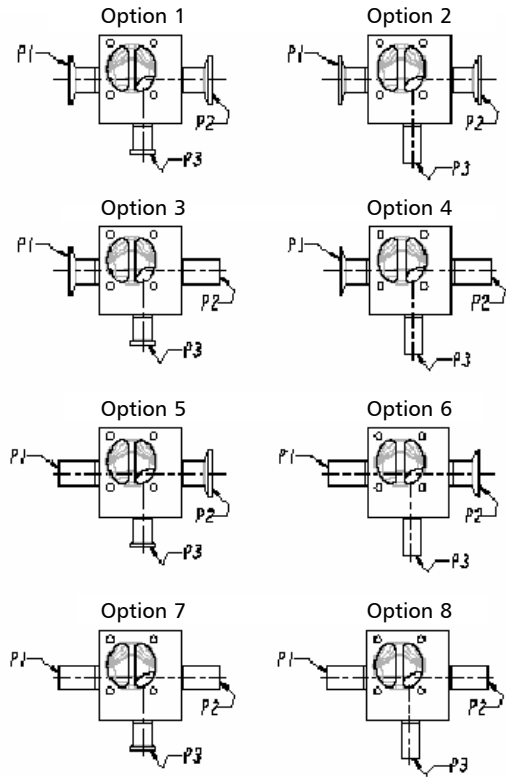 Option 1 Option 2
P1 P1
P2 P2
P3 P3
Option 3 Option 4
P1 P1
P2 P2
P3 P3
Option 5 Option 6
P1 P1
P2 P2
P3 P3
Option 7 Option 8
P1 P1
P2 P2
P3 P3